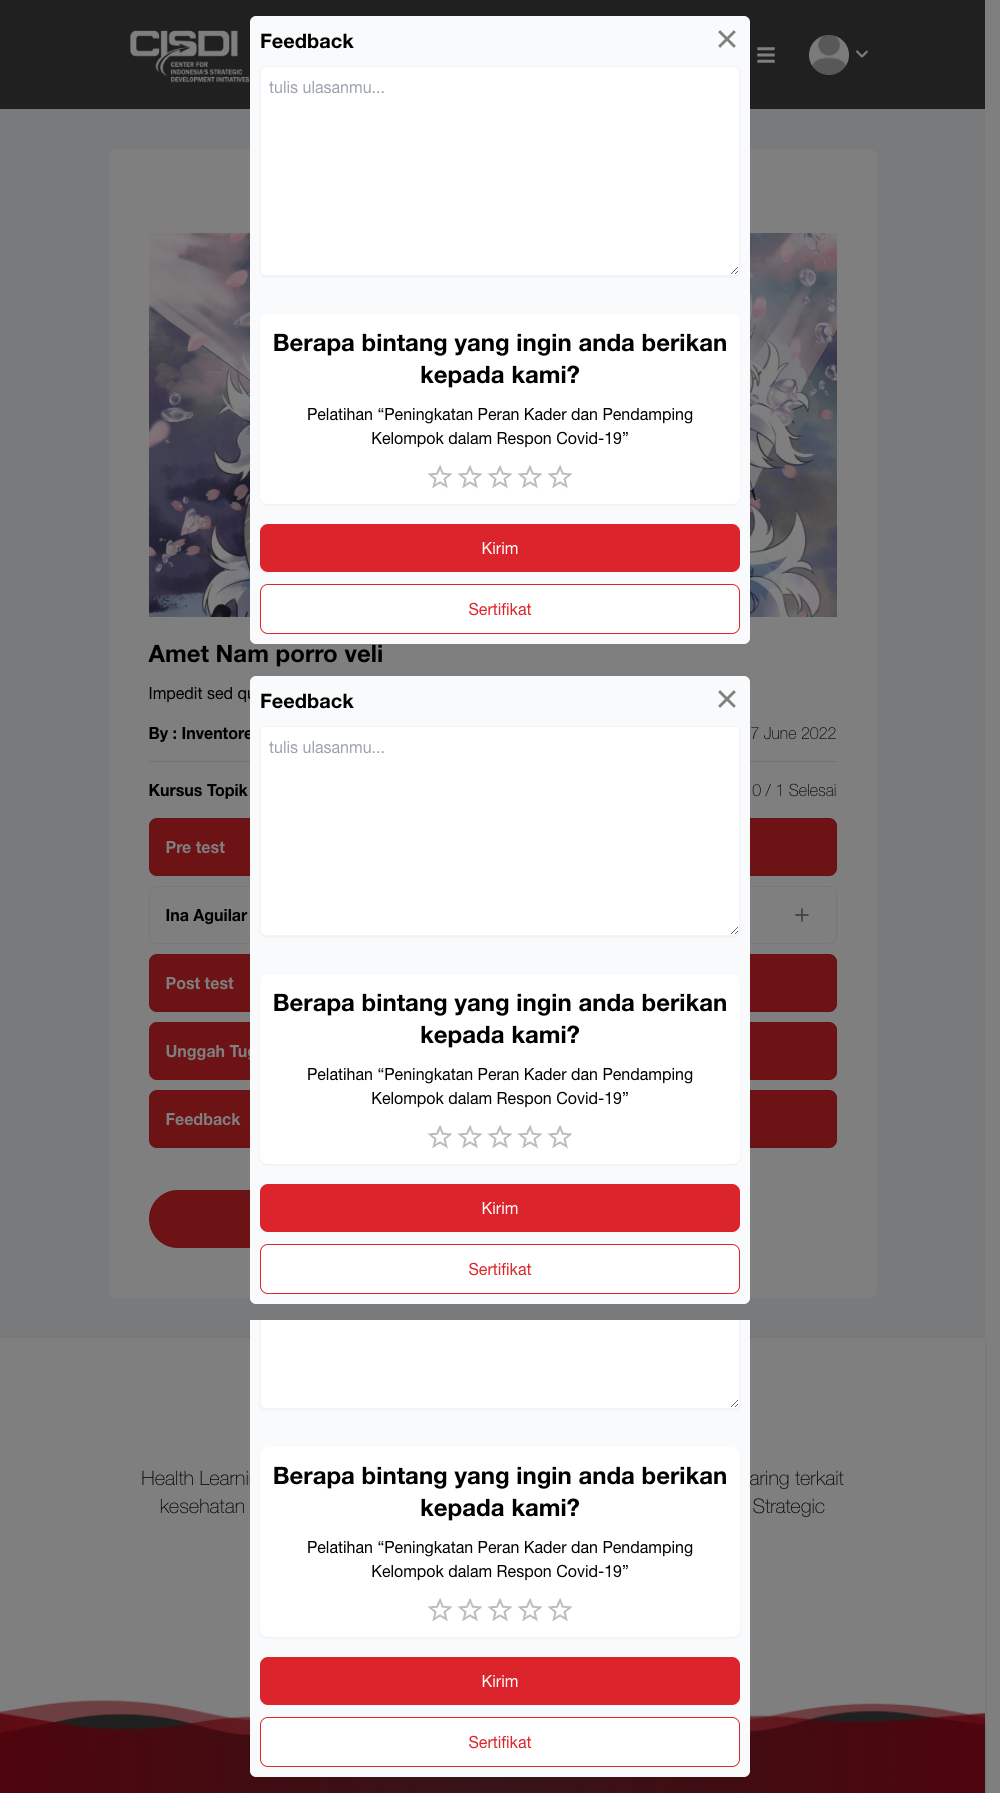 CISDI
CENTER FOR
INDONESIA'S STRATEGIC
DEVELOPMENT INITIATIVES
Feedback
tulis ulasanmu...
Berapa bintang yang ingin anda berikan
kepada kami?
Pelatihan “Peningkatan Peran Kader dan Pendamping
Kelompok dalam Respon Covid-19”
Kirim
Sertifikat
Amet Nam porro veli
Impedit sed
Feedback
By : Inventore
7 June 2022
tulis ulasanmu...
Kursus Topik
0 / 1 Selesai
Pre test
Ina Aguilar
Post test
Berapa bintang yang ingin anda berikan
kepada kami?
Unggah
Pelatihan “Peningkatan Peran Kader dan Pendamping
Kelompok dalam Respon Covid-19”
Feedback
Kirim
Sertifikat
Berapa bintang yang ingin anda berikan
kepada kami?
Health Learni
aring terkait
kesehatan
Strategic
Pelatihan “Peningkatan Peran Kader dan Pendamping
Kelompok dalam Respon Covid-19”
Kirim
Sertifikat